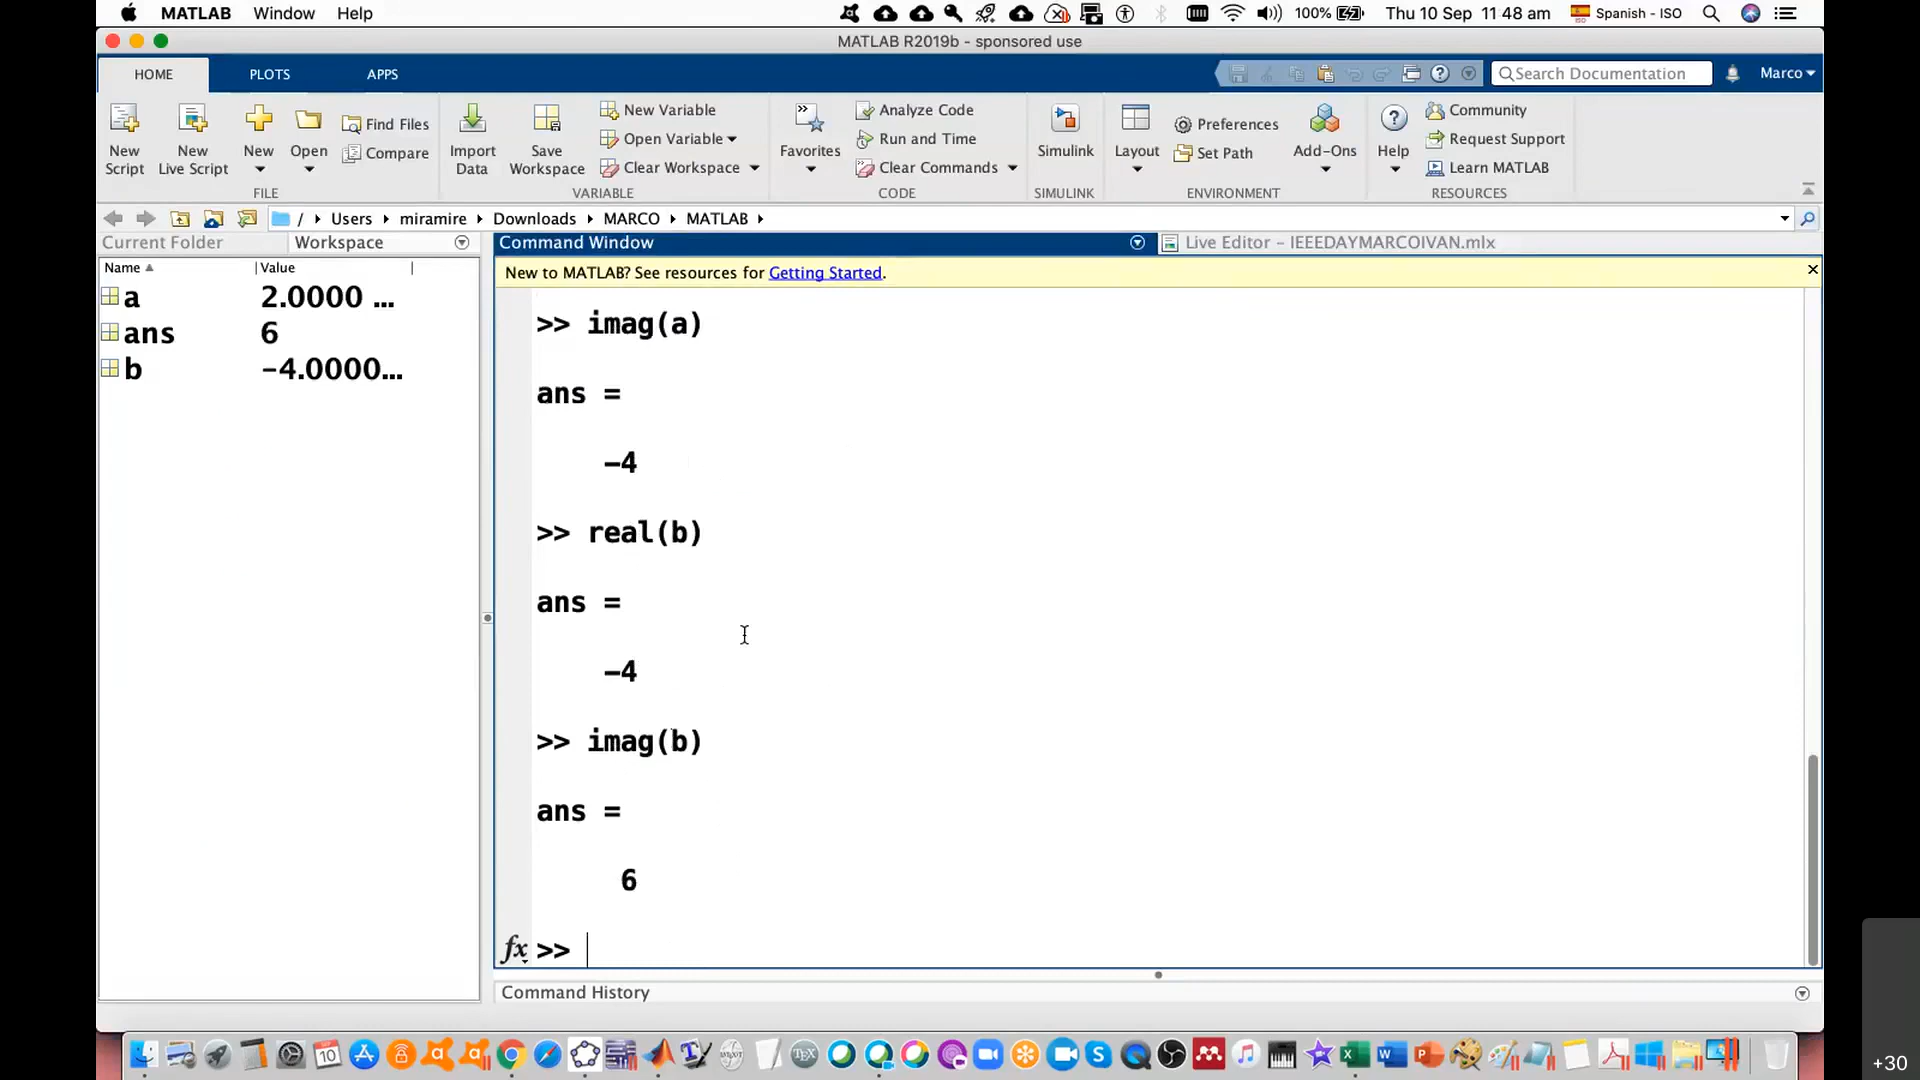 MATLAB Window Help 100% Thu 10 Sep 11:48 am Spanish - ISO
MATLAB R2019b - sponsored use
HOME PLOTS APPS Search Documentation Marco
New Script New Live Script New Open Find Files Compare
Import Data Save Workspace New Variable Open Variable Clear Workspace
Favorites Analyze Code Run and Time Clear Commands
Simulink Layout Preferences Set Path Add-Ons
Help Community Request Support Learn MATLAB
FILE VARIABLE CODE SIMULINK ENVIRONMENT RESOURCES
/ Users miramire Downloads MARCO MATLAB
Current Folder Workspace Command Window Live Editor - IEEEDAYMARCOIVAN.mlx
Name Value
a 2.0000 ...
ans 6
b -4.0000...
New to MATLAB? See resources for Getting Started.
>> imag(a)
ans =
-4
>> real(b)
ans =
-4
>> imag(b)
ans =
6
fx >>
Command History
+30